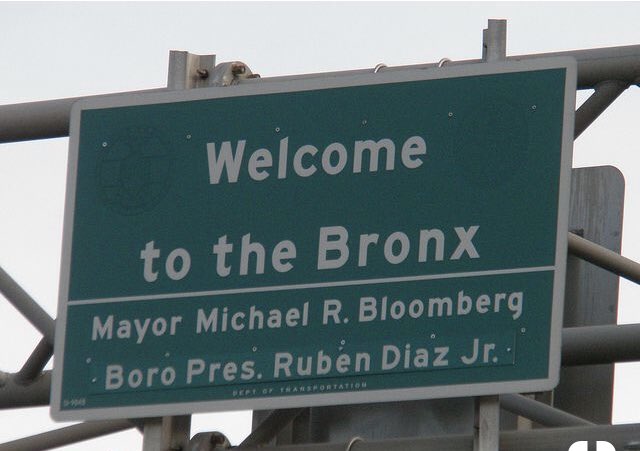 Welcome
to the Bronx
Mayor Michael R. Bloomberg
Boro Pres. Rubén Diaz Jr.
DEPT OF TRANSPORTATION